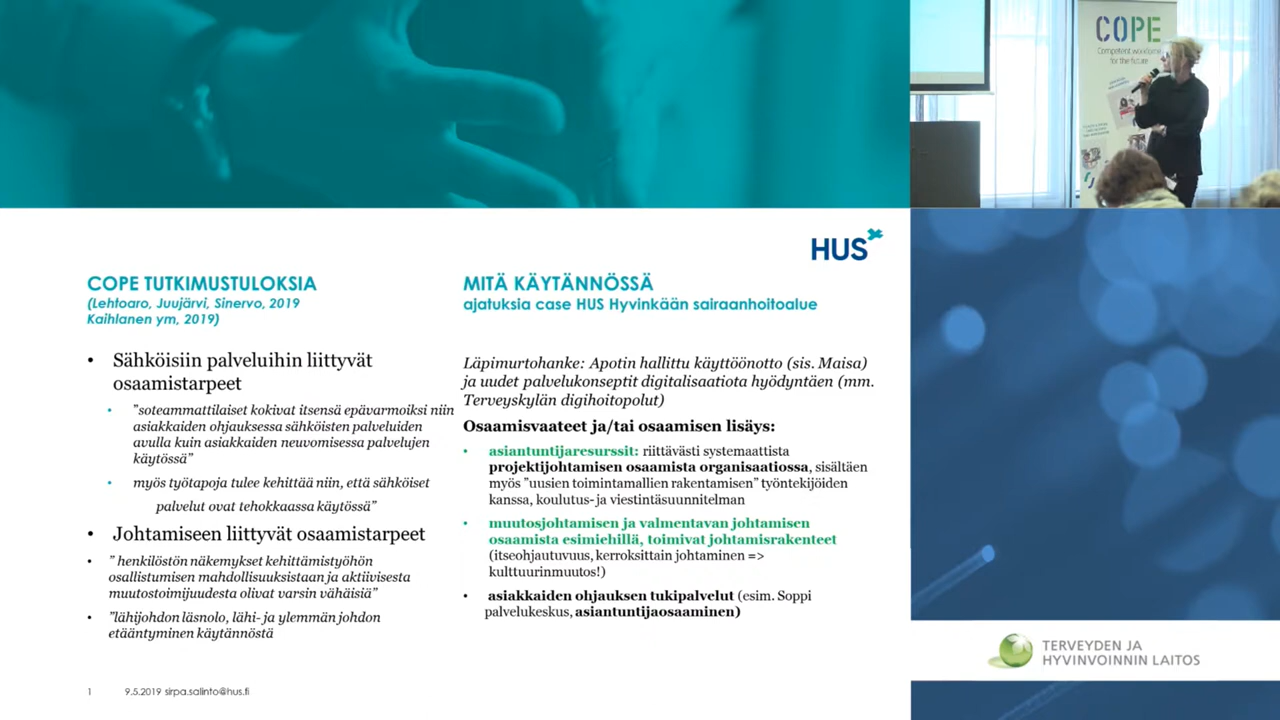 COPE
Competent workforce
for the future
HUS
COPE TUTKIMUSTULOKSIA
(Lehtoaro, Juujärvi, Sinervo, 2019
Kaihlanen ym, 2019)
• Sähköisiin palveluihin liittyvät
osaamistarpeet
• ”soteammattilaiset kokivat itsensä epävarmoiksi niin
asiakkaiden ohjauksessa sähköisten palveluiden
avulla kuin asiakkaiden neuvomisessa palvelujen
käytössä”
• myös työtapoja tulee kehittää niin, että sähköiset
palvelut ovat tehokkaassa käytössä”
• Johtamiseen liittyvät osaamistarpeet
• ” henkilöstön näkemykset kehittämistyöhön
osallistumisen mahdollisuuksistaan ja aktiivisesta
muutostoimijuudesta olivat varsin vähäisiä”
• ”lähijohdon läsnolo, lähi- ja ylemmän johdon
etääntyminen käytännöstä
MITÄ KÄYTÄNNÖSSÄ
ajatuksia case HUS Hyvinkään sairaanhoitoalue
Läpimurtohanke: Apotin hallittu käyttöönotto (sis. Maisa)
ja uudet palvelukonseptit digitalisaatiota hyödyntäen (mm.
Terveyskylän digihoitopolut)
Osaamisvaateet ja/tai osaamisen lisäys:
• asiantuntijaresurssit: riittävästi systemaattista
projektijohtamisen osaamista organisaatiossa, sisältäen
myös ”uusien toimintamallien rakentamisen” työntekijöiden
kanssa, koulutus- ja viestintäsuunnitelman
• muutosjohtamisen ja valmentavan johtamisen
osaamista esimiehillä, toimivat johtamisrakenteet
(itseohjautuvuus, kerroksittain johtaminen =>
kulttuurinmuutos!)
• asiakkaiden ohjauksen tukipalvelut (esim. Soppi
palvelukeskus, asiantuntijaosaaminen)
1 9.5.2019 sirpa.salinto@hus.fi
TERVEYDEN JA
HYVINVOINNIN LAITOS